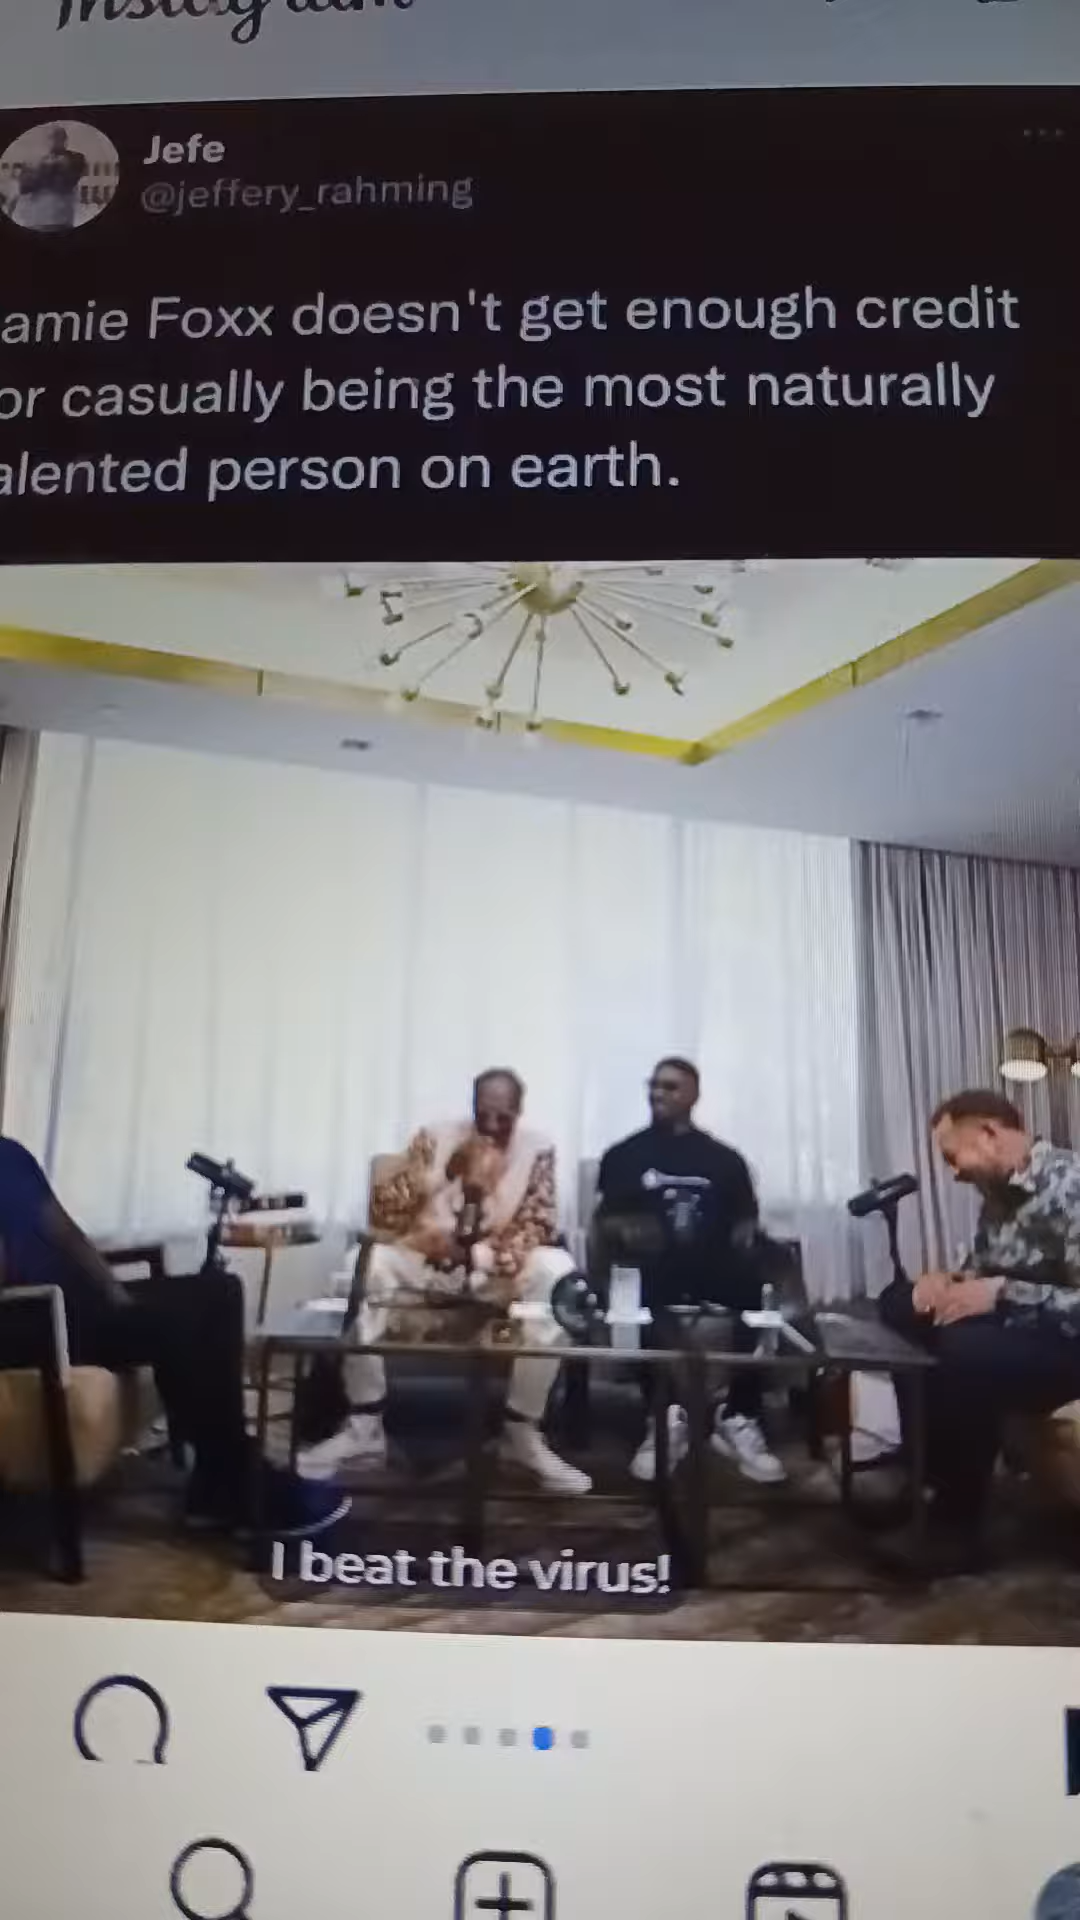 Instagram
Jefe
@jeffery_rahming
amie Foxx doesn't get enough credit
or casually being the most naturally
alented person on earth.
I beat the virus!